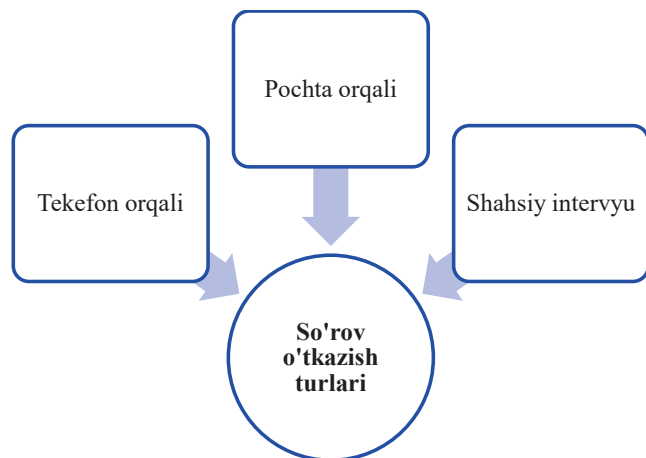 Pochta orqali
Tekefon orqali
Shahsiy intervyu
So'rov
o'tkazish
turlari